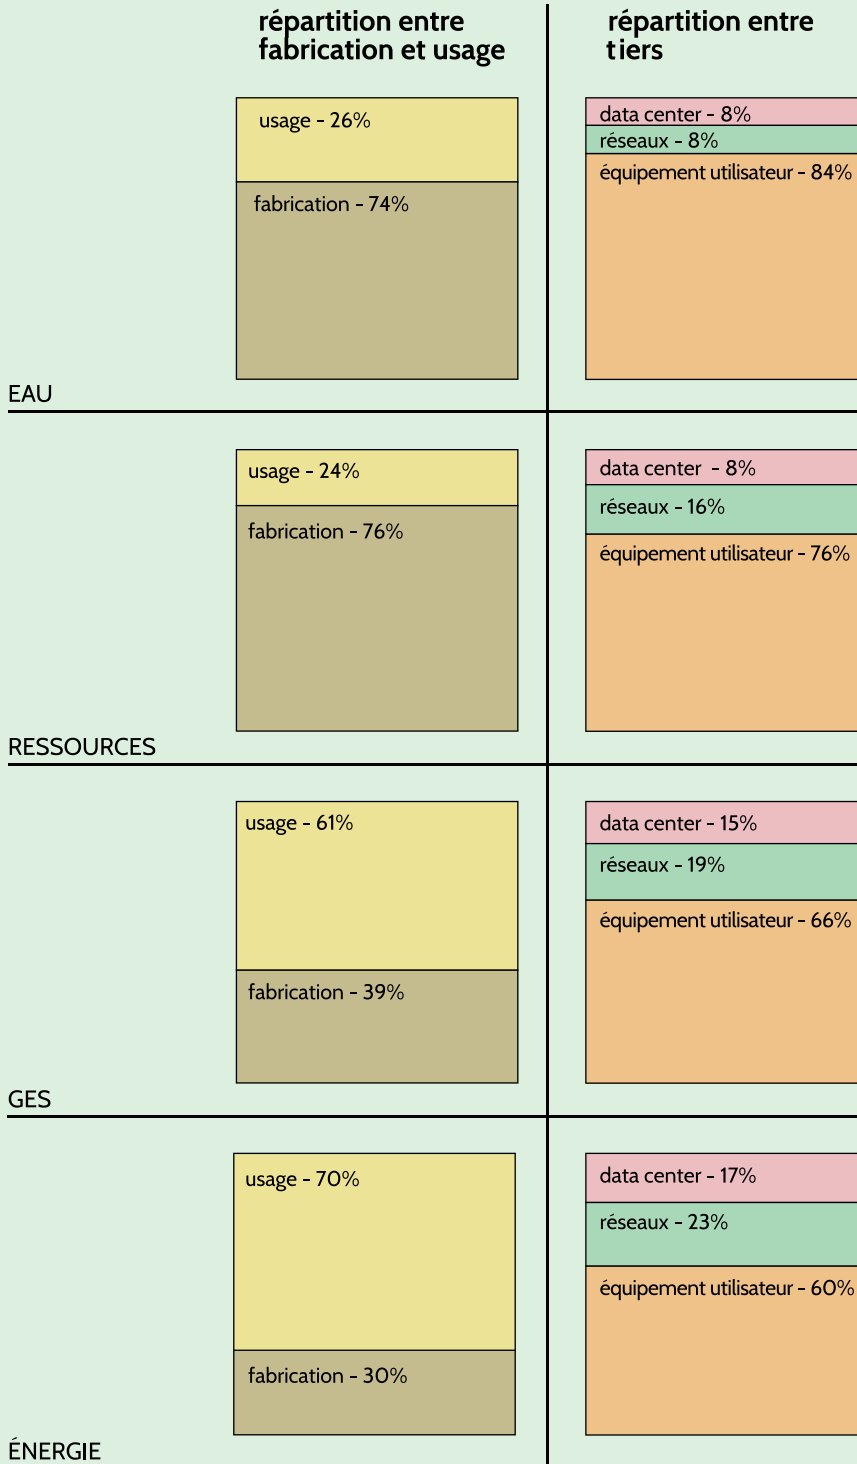 répartition entre
fabrication et usage
répartition entre
tiers
usage - 26%
fabrication - 74%
data center - 8%
réseaux - 8%
équipement utilisateur - 84%
EAU
usage - 24%
fabrication - 76%
data center - 8%
réseaux - 16%
équipement utilisateur - 76%
RESSOURCES
usage - 61%
fabrication - 39%
data center - 15%
réseaux - 19%
équipement utilisateur - 66%
GES
usage - 70%
fabrication - 30%
data center - 17%
réseaux - 23%
équipement utilisateur - 60%
ÉNERGIE